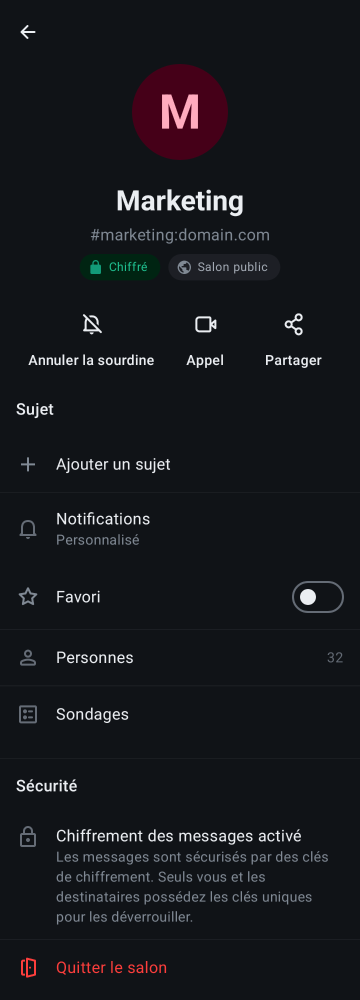 M
Marketing
#marketing:domain.com
Chiffré
Salon public
Annuler la sourdine
Appel
Partager
Sujet
Ajouter un sujet
Notifications
Personnalisé
Favori
Personnes
32
Sondages
Sécurité
Chiffrement des messages activé
Les messages sont sécurisés par des clés
de chiffrement. Seuls vous et les
destinataires possédez les clés uniques
pour les déverrouiller.
Quitter le salon